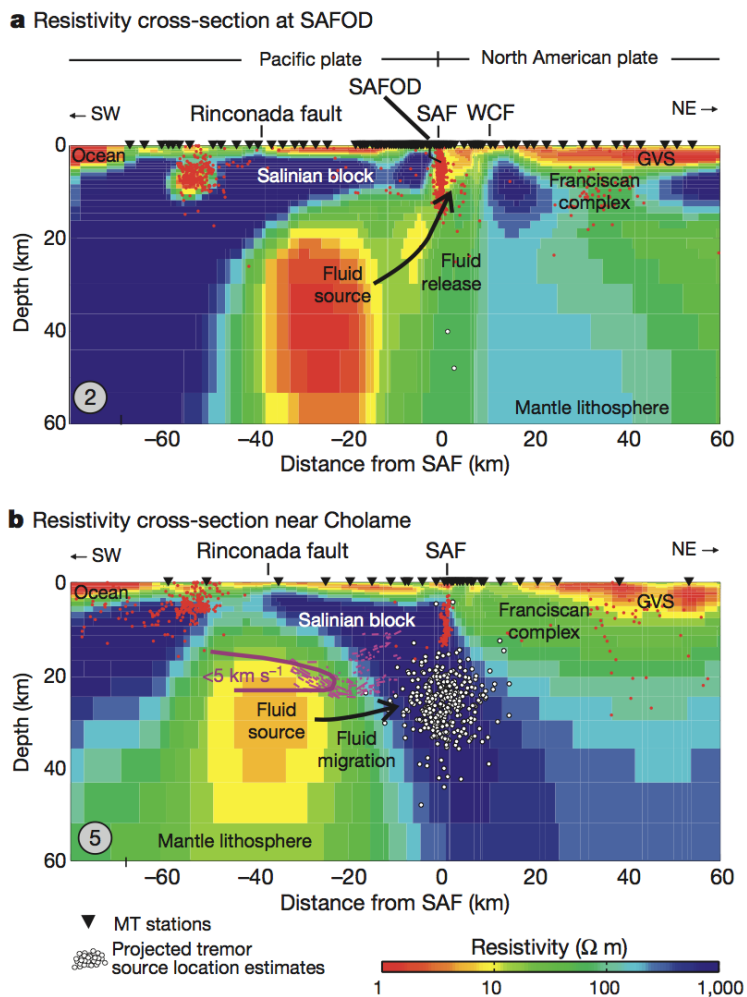 a Resistivity cross-section at SAFOD
Pacific plate
North American plate
SAFOD
← SW
Rinconada fault
SAF
WCF
NE →
0
Ocean
GVS
Salinian block
Franciscan
complex
20
Fluid
source
Fluid
release
Depth (km)
40
2
Mantle lithosphere
60
−60 −40 −20 0 20 40 60
Distance from SAF (km)
b Resistivity cross-section near Cholame
← SW
Rinconada fault
SAF
NE →
0
Ocean
GVS
Salinian block
Franciscan
complex
20
<5 km s⁻¹
Fluid
source
Fluid
migration
Depth (km)
40
5
Mantle lithosphere
60
−60 −40 −20 0 20 40 60
Distance from SAF (km)
MT stations
Projected tremor
source location estimates
Resistivity (Ω m)
1 10 100 1,000